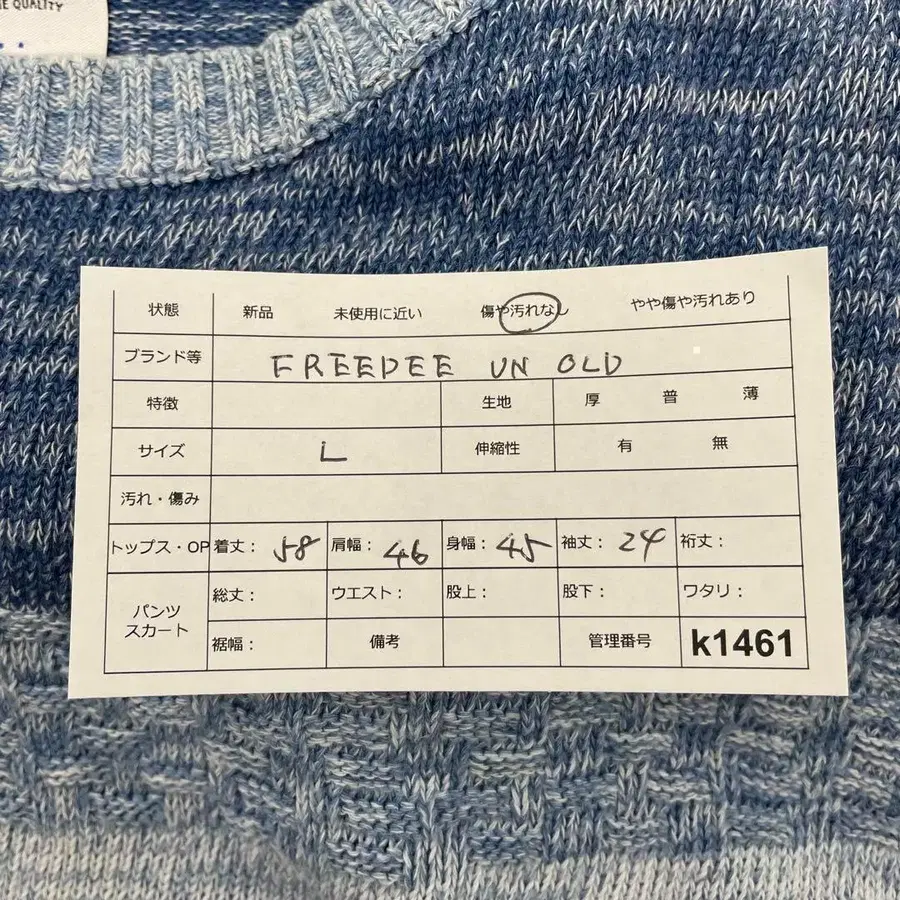 QUALITY
状態 新品 未使用に近い 傷や汚れなし やや傷や汚れあり
ブランド等 FREEDEE UN OLD
特徴 生地 厚 普 薄
サイズ L 伸縮性 有 無
汚れ・傷み
トップス・OP 着丈: 58 肩幅: 46 身幅: 45 袖丈: 24 裄丈:
パンツ スカート 総丈: ウエスト: 股上: 股下: ワタリ:
裾幅: 備考 管理番号 k1461